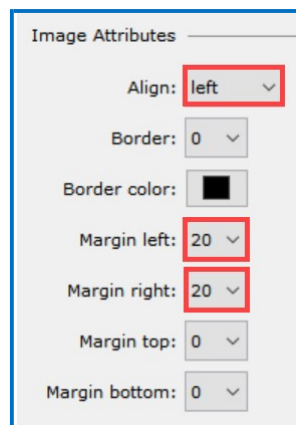 Image Attributes
Align: left
Border: 0
Border color:
Margin left: 20
Margin right: 20
Margin top: 0
Margin bottom: 0